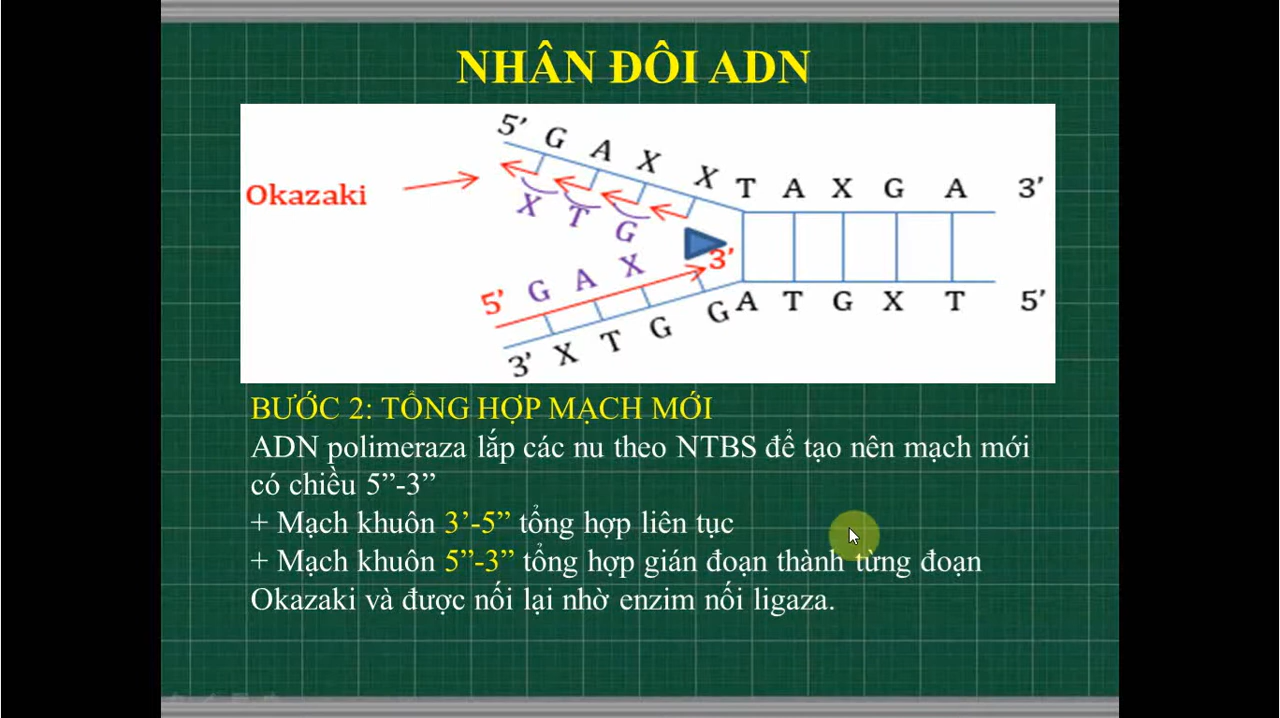 NHÂN ĐÔI ADN
5’ G A X X T A X G A 3’
Okazaki
X T G
3’
5’ G A X
3’ X T G G A T G X T 5’
BƯỚC 2: TỔNG HỢP MẠCH MỚI
ADN polimeraza lắp các nu theo NTBS để tạo nên mạch mới
có chiều 5”-3”
+ Mạch khuôn 3’-5” tổng hợp liên tục
+ Mạch khuôn 5”-3” tổng hợp gián đoạn thành từng đoạn
Okazaki và được nối lại nhờ enzim nối ligaza.